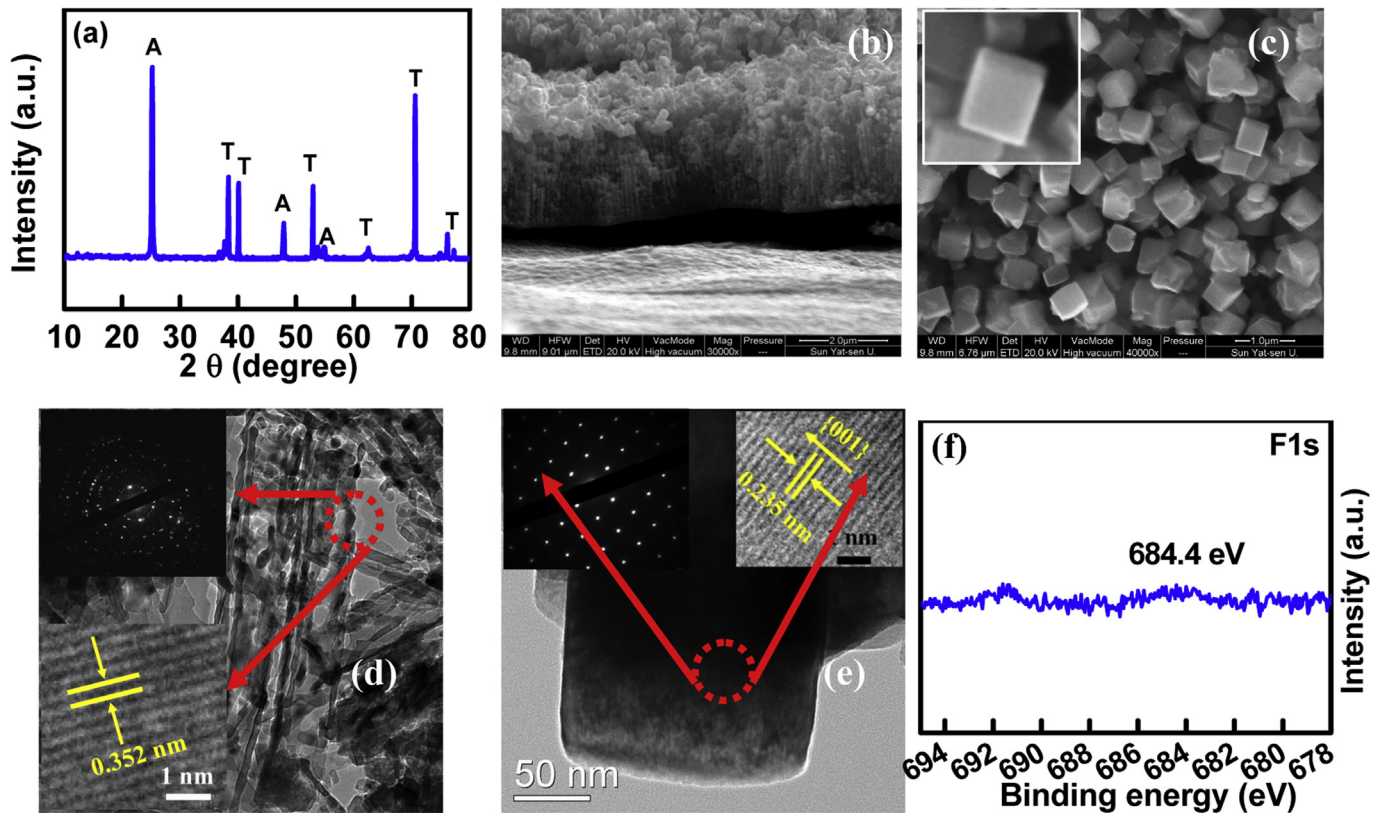 (a)
A
T
T
A
T
A
T
T
T
Intensity (a.u.)
10 20 30 40 50 60 70 80
2 θ (degree)
(b)
WD HFW Det HV VacMode Mag Pressure 2.0μm
9.8 mm 9.01 μm ETD 20.0 kV High vacuum 30000x --- Sun Yat-sen U.
(c)
WD HFW Det HV VacMode Mag Pressure 1.0μm
9.8 mm 6.76 μm ETD 20.0 kV High vacuum 40000x --- Sun Yat-sen U.
0.352 nm
1 nm
(d)
{001}
0.235 nm
nm
(e)
50 nm
(f)
F1s
684.4 eV
Intensity (a.u.)
694 692 690 688 686 684 682 680 678
Binding energy (eV)